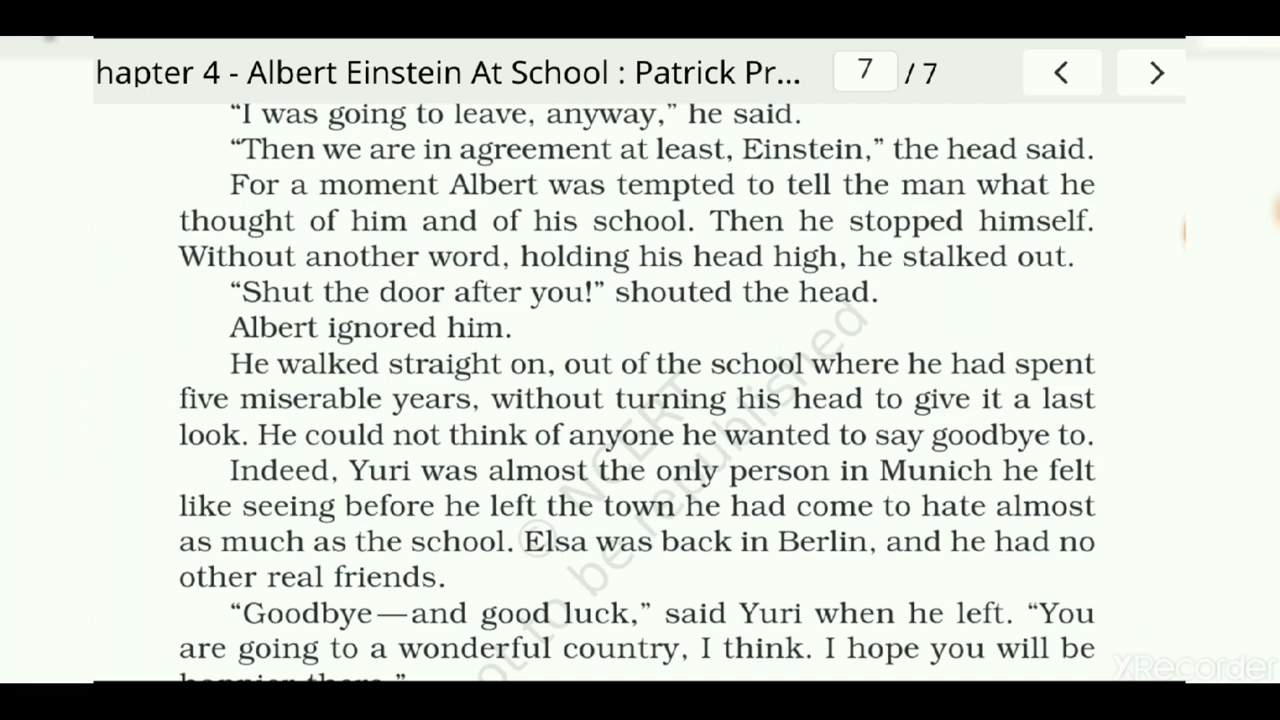 hapter 4 - Albert Einstein At School : Patrick Pr... 7 / 7
“I was going to leave, anyway,” he said.
“Then we are in agreement at least, Einstein,” the head said.
For a moment Albert was tempted to tell the man what he
thought of him and of his school. Then he stopped himself.
Without another word, holding his head high, he stalked out.
“Shut the door after you!” shouted the head.
Albert ignored him.
He walked straight on, out of the school where he had spent
five miserable years, without turning his head to give it a last
look. He could not think of anyone he wanted to say goodbye to.
Indeed, Yuri was almost the only person in Munich he felt
like seeing before he left the town he had come to hate almost
as much as the school. Elsa was back in Berlin, and he had no
other real friends.
“Goodbye—and good luck,” said Yuri when he left. “You
are going to a wonderful country, I think. I hope you will be
happier there.”
© NCERT
not to be republished
XRecorder